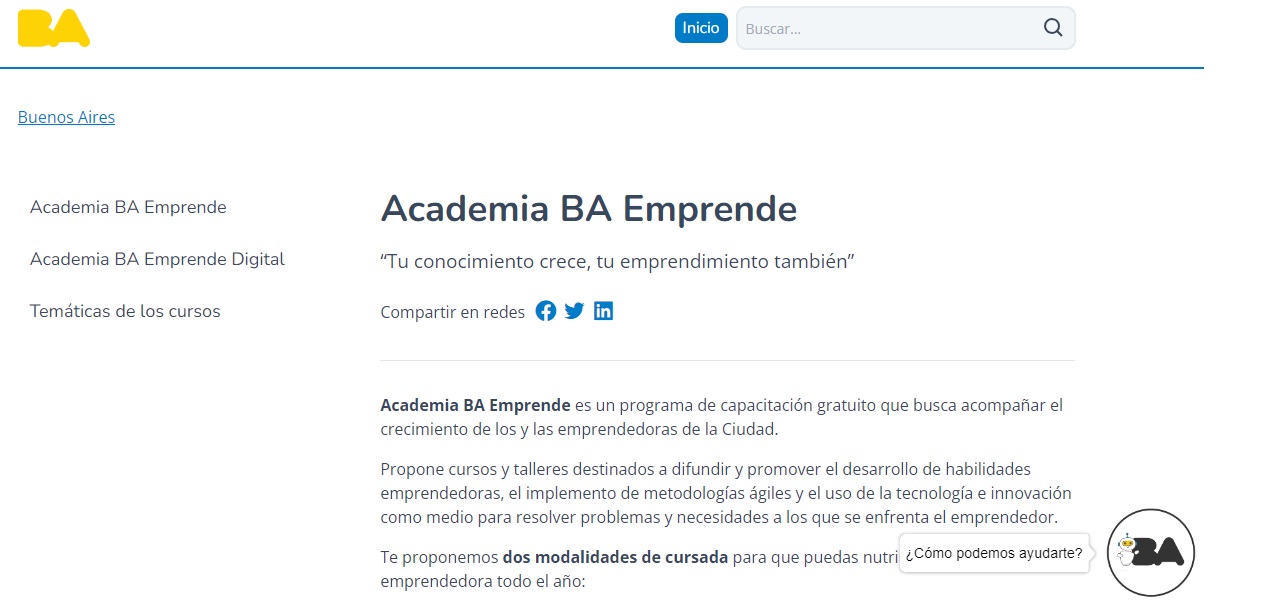 BA
Inicio
Buscar...
Buenos Aires
Academia BA Emprende
Academia BA Emprende Digital
Temáticas de los cursos
Academia BA Emprende
“Tu conocimiento crece, tu emprendimiento también”
Compartir en redes
Academia BA Emprende es un programa de capacitación gratuito que busca acompañar el
crecimiento de los y las emprendedoras de la Ciudad.
Propone cursos y talleres destinados a difundir y promover el desarrollo de habilidades
emprendedoras, el implemento de metodologías ágiles y el uso de la tecnología e innovación
como medio para resolver problemas y necesidades a los que se enfrenta el emprendedor.
Te proponemos dos modalidades de cursada para que puedas
emprendedora todo el año:
¿Cómo podemos ayudarte?
BA